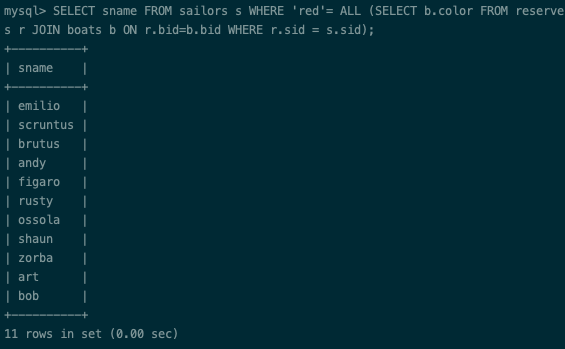 mysql> SELECT sname FROM sailors s WHERE 'red'= ALL (SELECT b.color FROM reserve
s r JOIN boats b ON r.bid=b.bid WHERE r.sid = s.sid);
+----------+
| sname    |
+----------+
| emilio   |
| scruntus |
| brutus   |
| andy     |
| figaro   |
| rusty    |
| ossola   |
| shaun    |
| zorba    |
| art      |
| bob      |
+----------+
11 rows in set (0.00 sec)